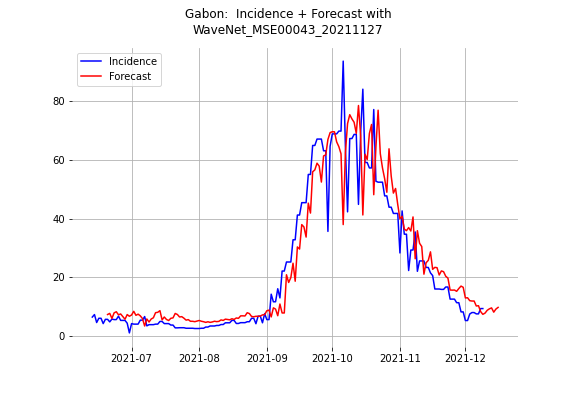 Gabon:  Incidence + Forecast with
WaveNet_MSE00043_20211127
Incidence
Forecast
80
60
40
20
0
2021-07
2021-08
2021-09
2021-10
2021-11
2021-12